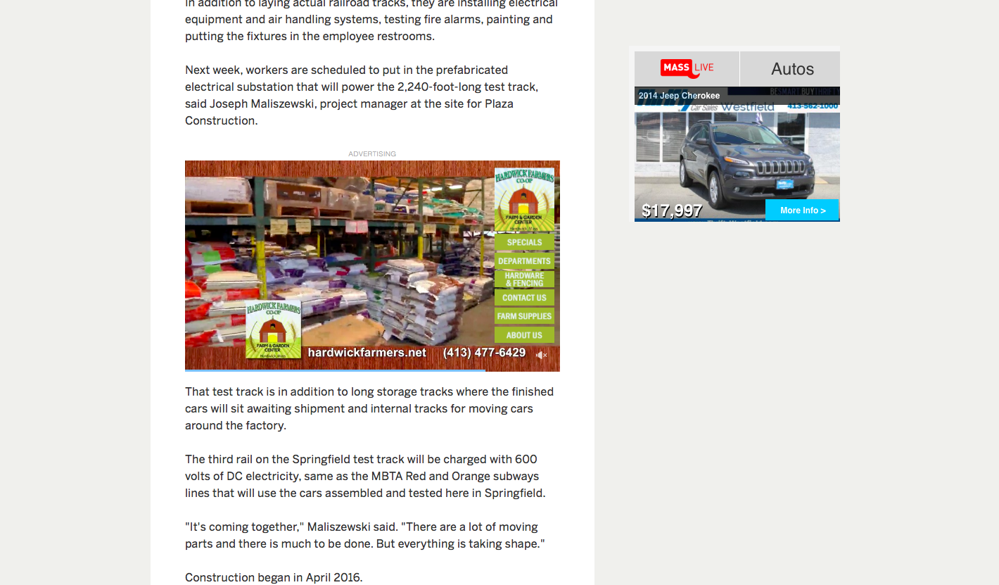 In addition to laying actual railroad tracks, they are installing electrical
equipment and air handling systems, testing fire alarms, painting and
putting the fixtures in the employee restrooms.
Next week, workers are scheduled to put in the prefabricated
electrical substation that will power the 2,240-foot-long test track,
said Joseph Maliszewski, project manager at the site for Plaza
Construction.
ADVERTISING
HARDWICK FARMERS
CO-OP
FARM & GARDEN
CENTER
Hardwick, Mass
SPECIALS
DEPARTMENTS
HARDWARE
& FENCING
CONTACT US
FARM SUPPLIES
ABOUT US
HARDWICK FARMERS
CO-OP
FARM & GARDEN
CENTER
Hardwick, Mass
hardwickfarmers.net (413) 477-6429
That test track is in addition to long storage tracks where the finished
cars will sit awaiting shipment and internal tracks for moving cars
around the factory.
The third rail on the Springfield test track will be charged with 600
volts of DC electricity, same as the MBTA Red and Orange subways
lines that will use the cars assembled and tested here in Springfield.
"It's coming together," Maliszewski said. "There are a lot of moving
parts and there is much to be done. But everything is taking shape."
Construction began in April 2016.
MASS LIVE
Autos
BE SMART BUY THRIFTY
2014 Jeep Cherokee
Car Sales Westfield 413-562-1000
$17,997
More Info >